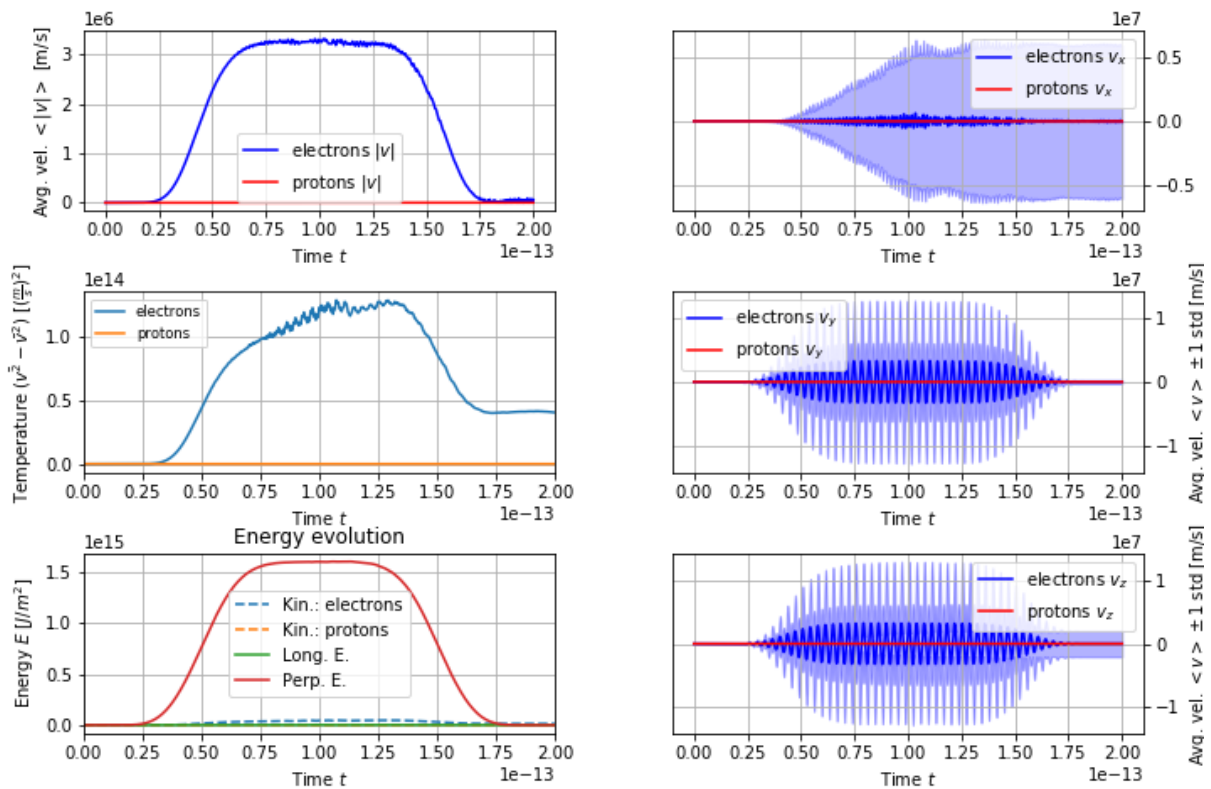 1e6
Avg. vel. < |v| > [m/s]
3
2
1
0
electrons |v|
protons |v|
0.00 0.25 0.50 0.75 1.00 1.25 1.50 1.75 2.00
1e−13
Time t
1e7
0.5
0.0
−0.5
electrons vₓ
protons vₓ
0.00 0.25 0.50 0.75 1.00 1.25 1.50 1.75 2.00
1e−13
Time t
1e14
Temperature (v̄² − v̄²) [(m/s)²]
1.0
0.5
0.0
electrons
protons
0.00 0.25 0.50 0.75 1.00 1.25 1.50 1.75 2.00
1e−13
Time t
1e7
1
0
−1
Avg. vel. < v > ±1 std [m/s]
electrons v_y
protons v_y
0.00 0.25 0.50 0.75 1.00 1.25 1.50 1.75 2.00
1e−13
Time t
Energy evolution
1e15
Energy E [J/m²]
1.5
1.0
0.5
0.0
Kin.: electrons
Kin.: protons
Long. E.
Perp. E.
0.00 0.25 0.50 0.75 1.00 1.25 1.50 1.75 2.00
1e−13
Time t
1e7
1
0
−1
Avg. vel. < v > ±1 std [m/s]
electrons v_z
protons v_z
0.00 0.25 0.50 0.75 1.00 1.25 1.50 1.75 2.00
1e−13
Time t